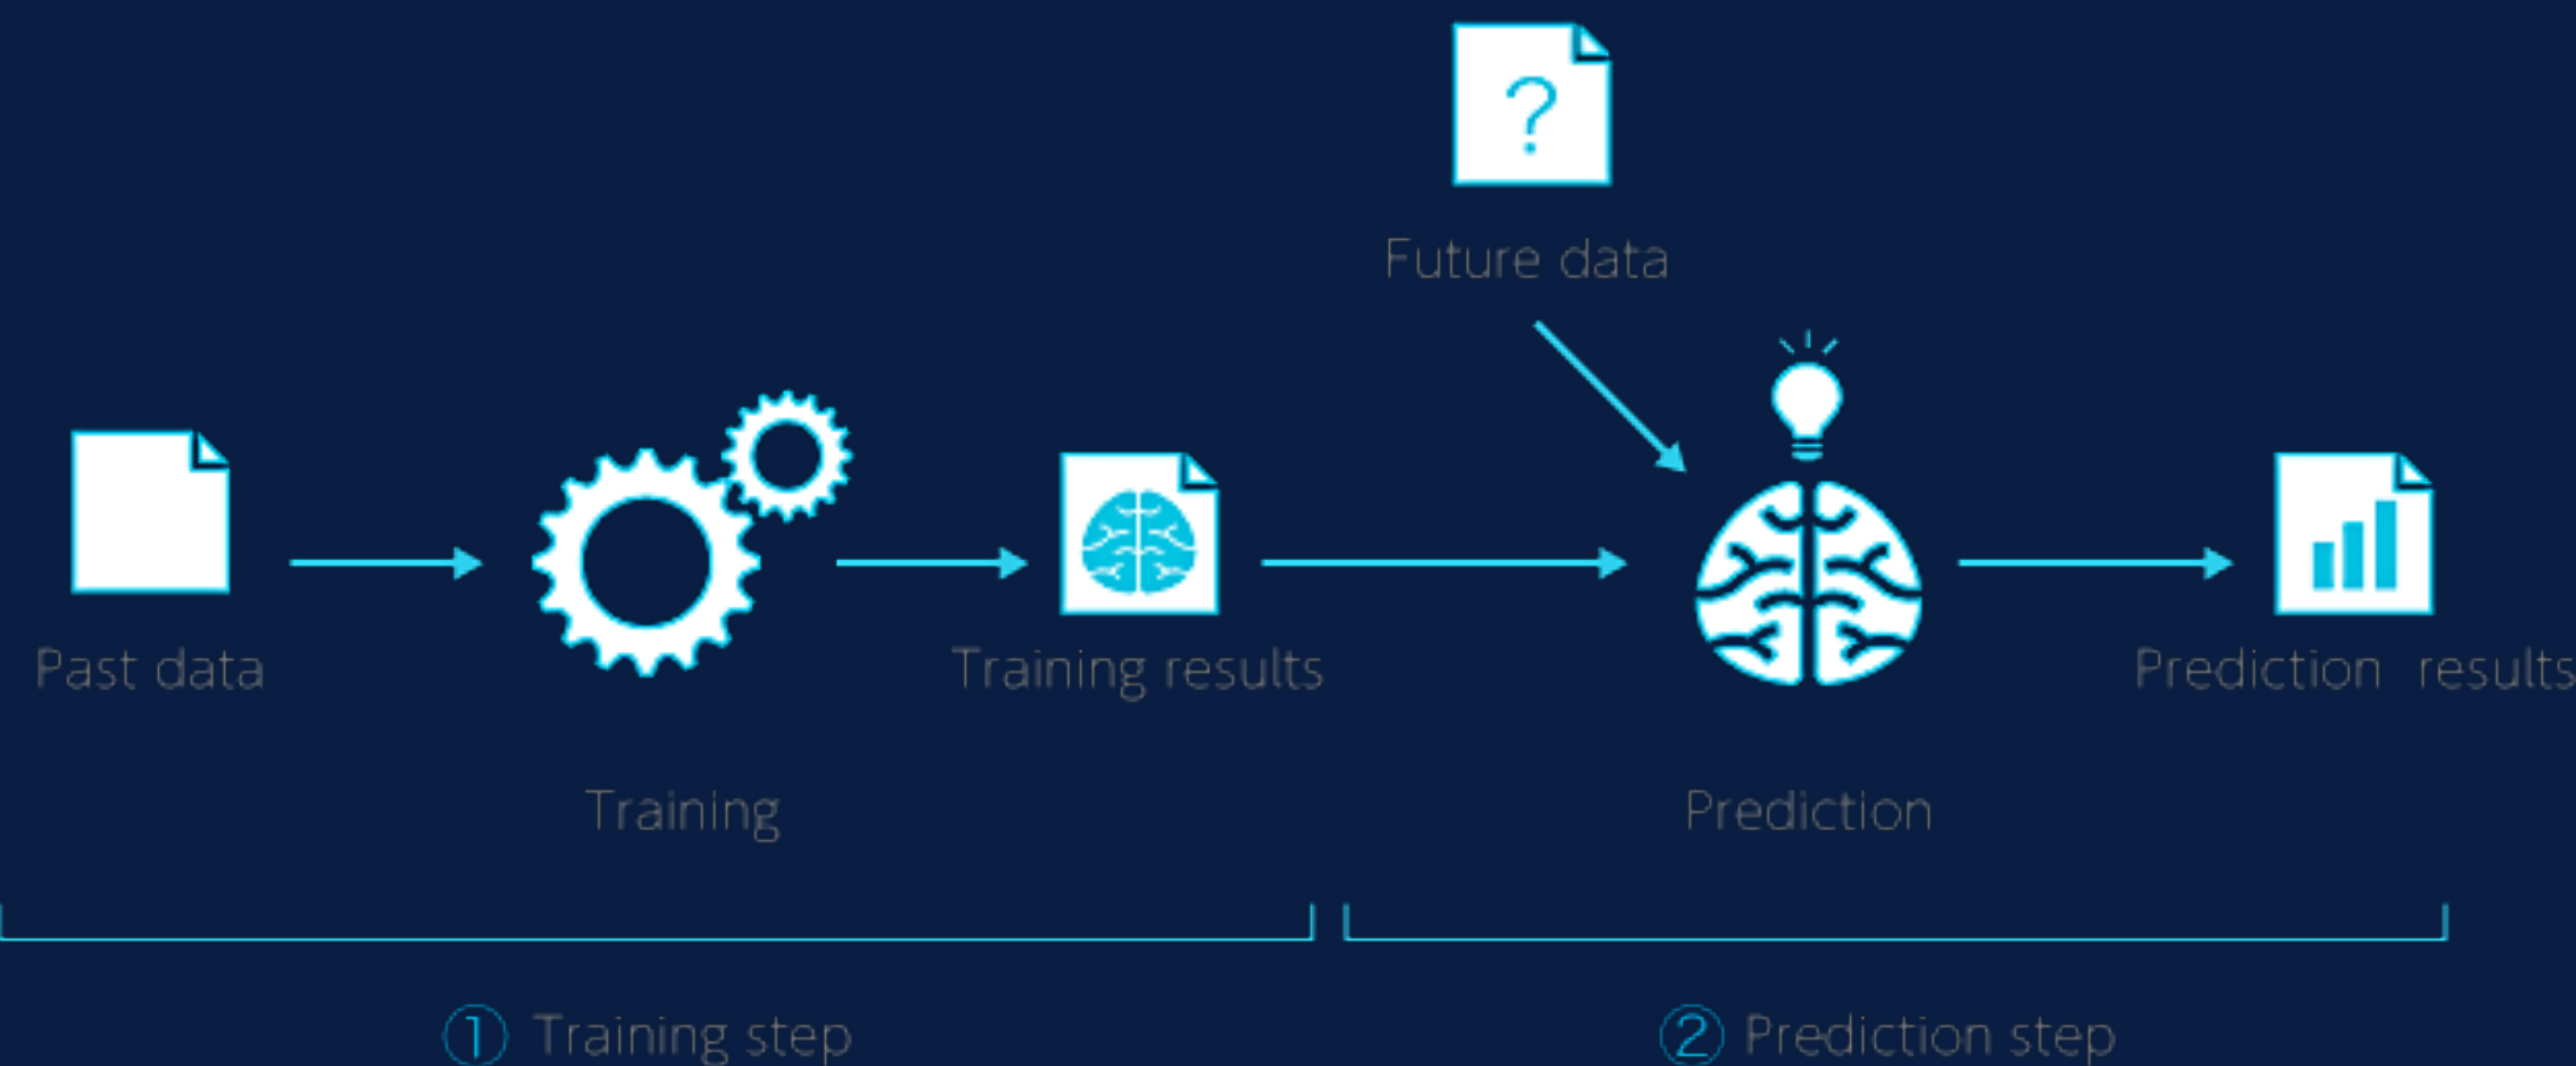 ?
Future data
Past data
Training results
Prediction results
Training
Prediction
① Training step
② Prediction step